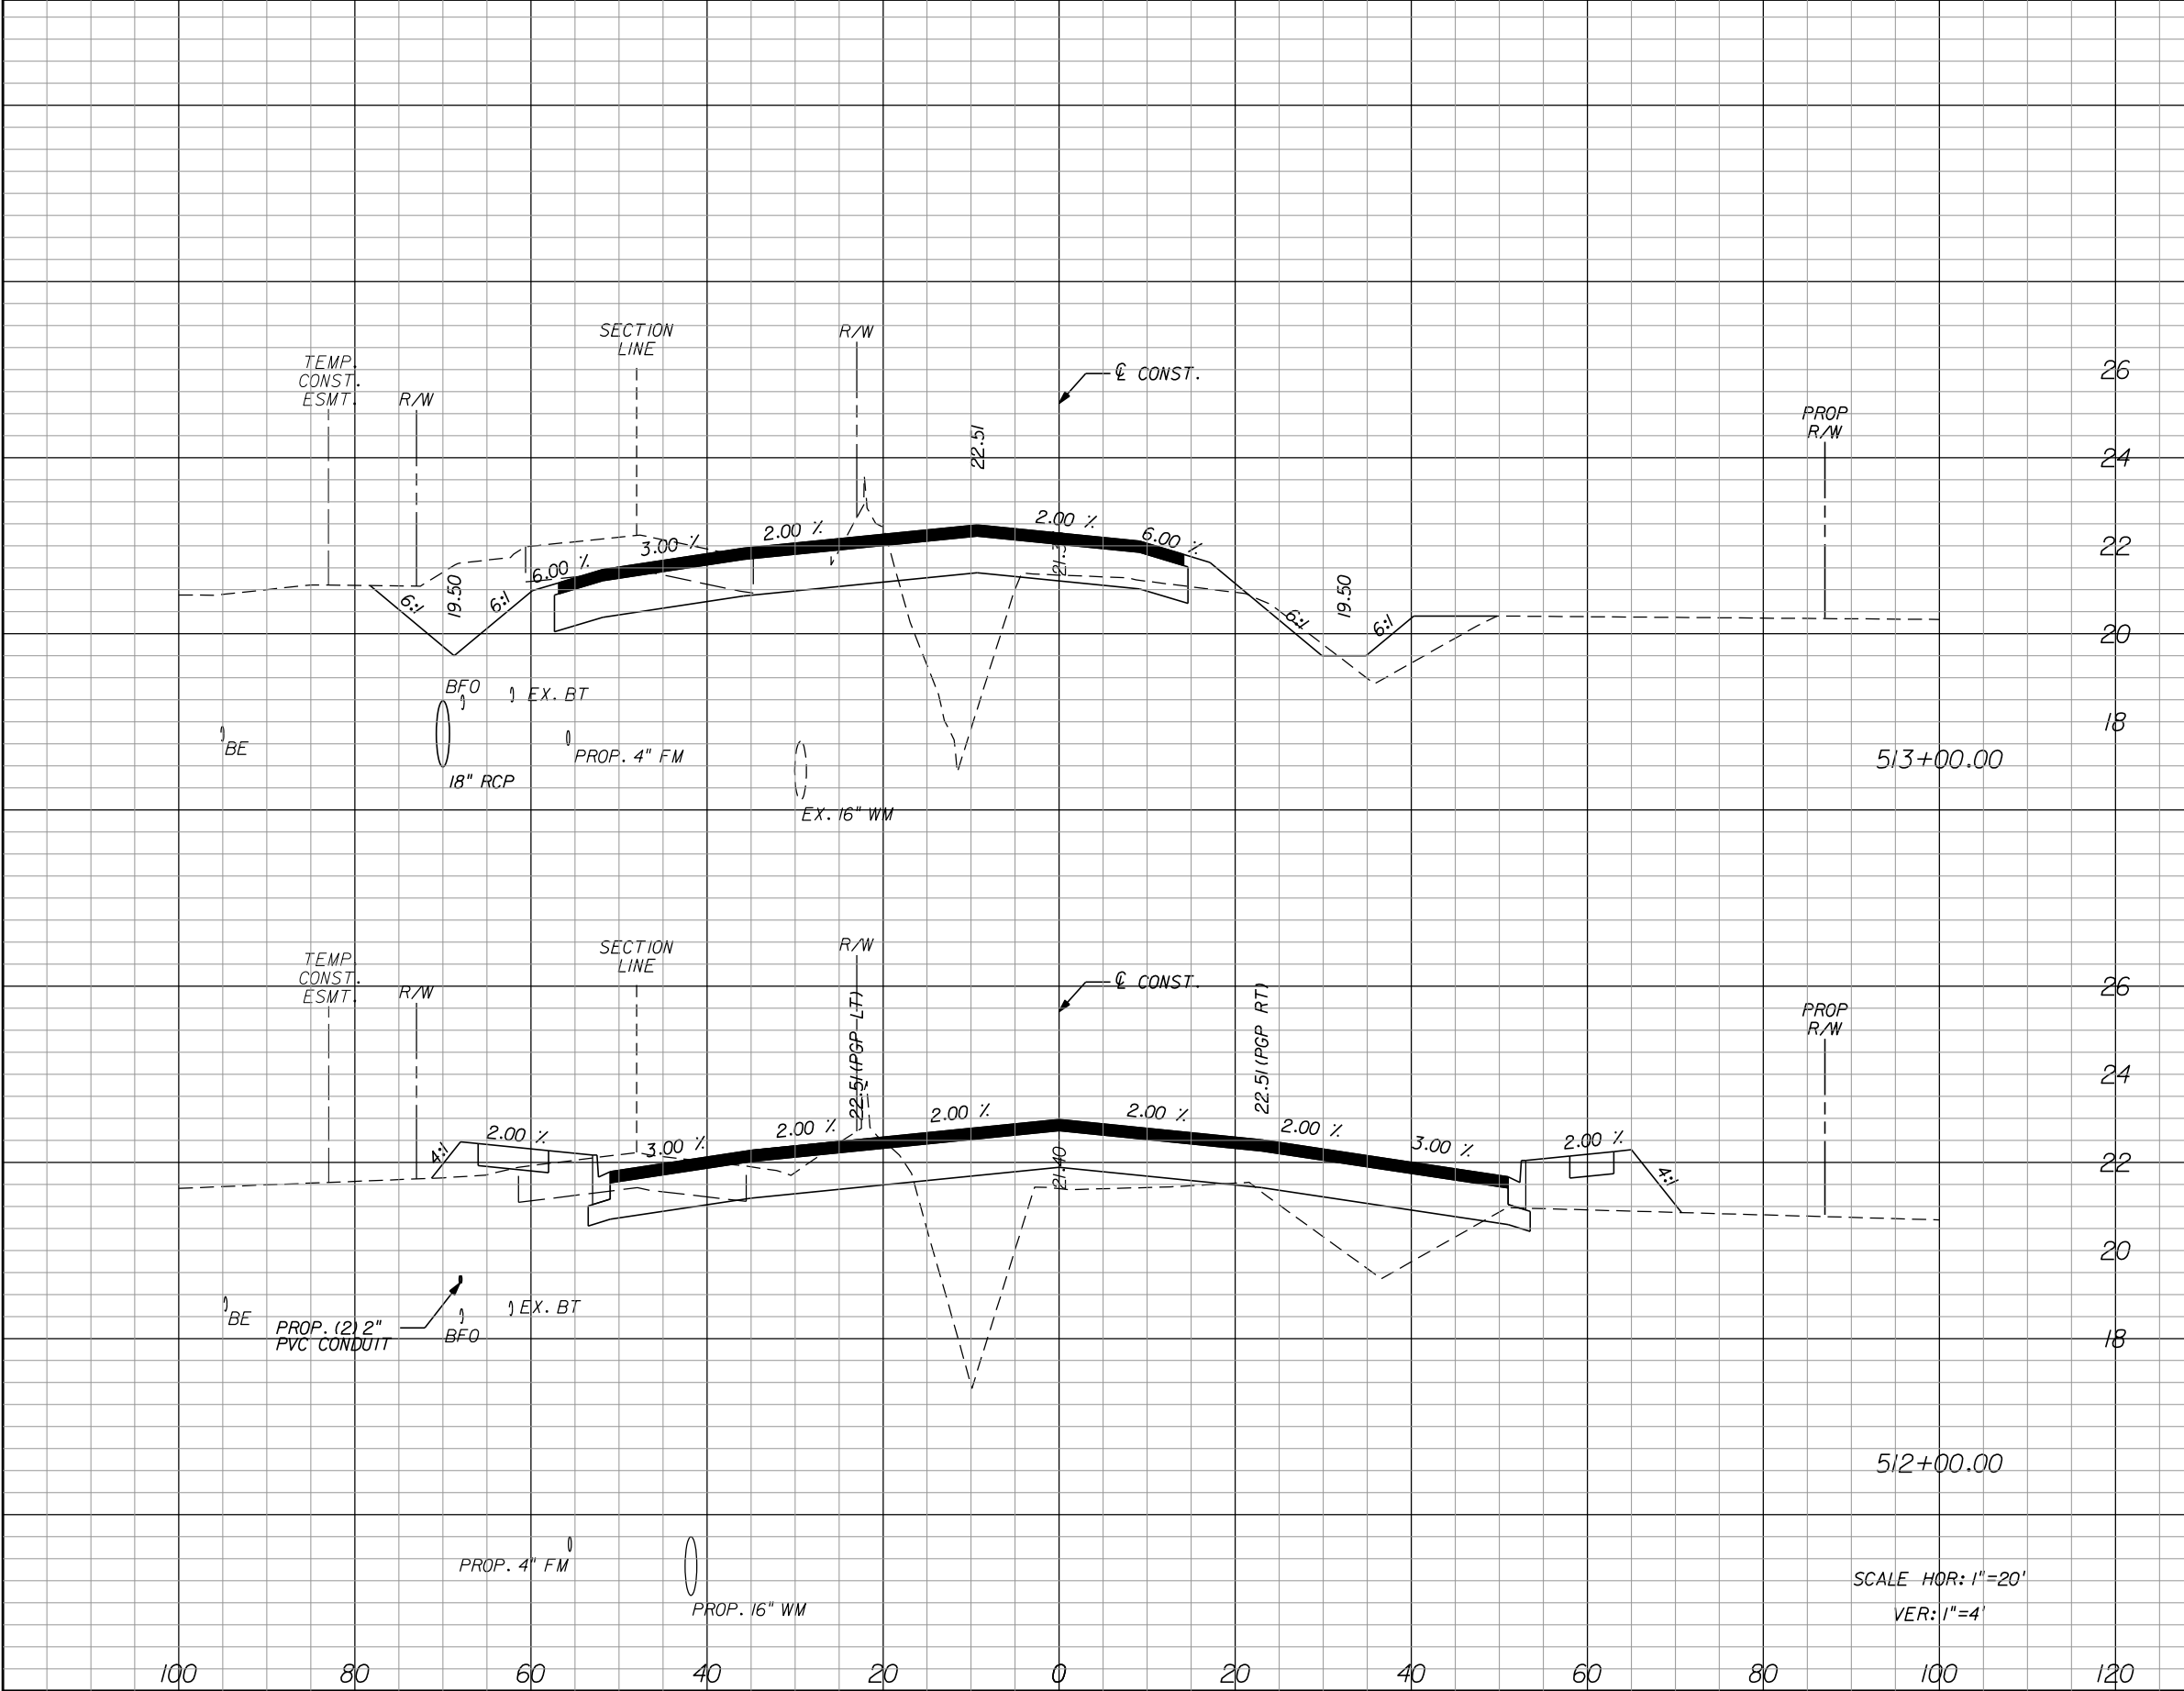 SECTION
LINE
R/W
TEMP.
CONST.
ESMT.
R/W
℄ CONST.
26
PROP
R/W
22.51
24
2.00 %
2.00 %
3.00 %
6.00 %
6.00 %
22
6:1
19.50
6:1
6:1
19.50
6:1
20
BFO
EX. BT
18
BE
PROP. 4" FM
513+00.00
18" RCP
EX. 16" WM
SECTION
LINE
R/W
TEMP
CONST.
ESMT.
R/W
℄ CONST.
26
22.51 (PGP LT)
22.51 (PGP RT)
PROP
R/W
24
4:1
2.00 %
3.00 %
2.00 %
2.00 %
2.00 %
2.00 %
3.00 %
2.00 %
4:1
22
21.40
20
BE
PROP. (2) 2"
PVC CONDUIT
BFO
EX. BT
18
512+00.00
PROP. 4" FM
PROP. 16" WM
SCALE HOR: 1"=20'
VER: 1"=4'
100 80 60 40 20 0 20 40 60 80 100 120